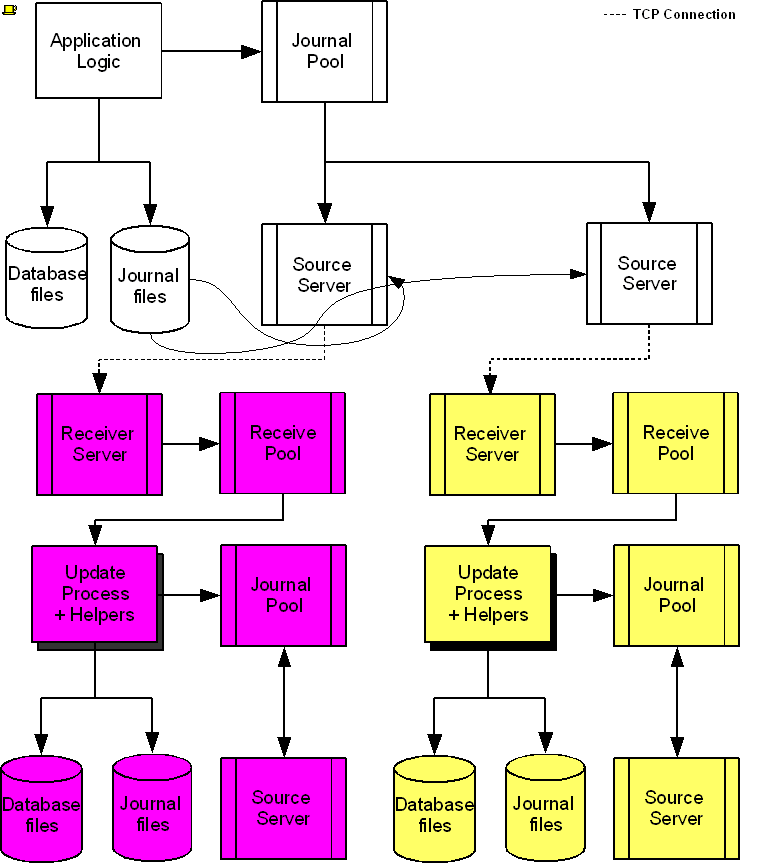 TCP Connection
Application
Logic
Journal
Pool
Database
files
Journal
files
Source
Server
Source
Server
Receiver
Server
Receive
Pool
Receiver
Server
Receive
Pool
Update
Process
+ Helpers
Journal
Pool
Update
Process
+ Helpers
Journal
Pool
Database
files
Journal
files
Source
Server
Database
files
Journal
files
Source
Server